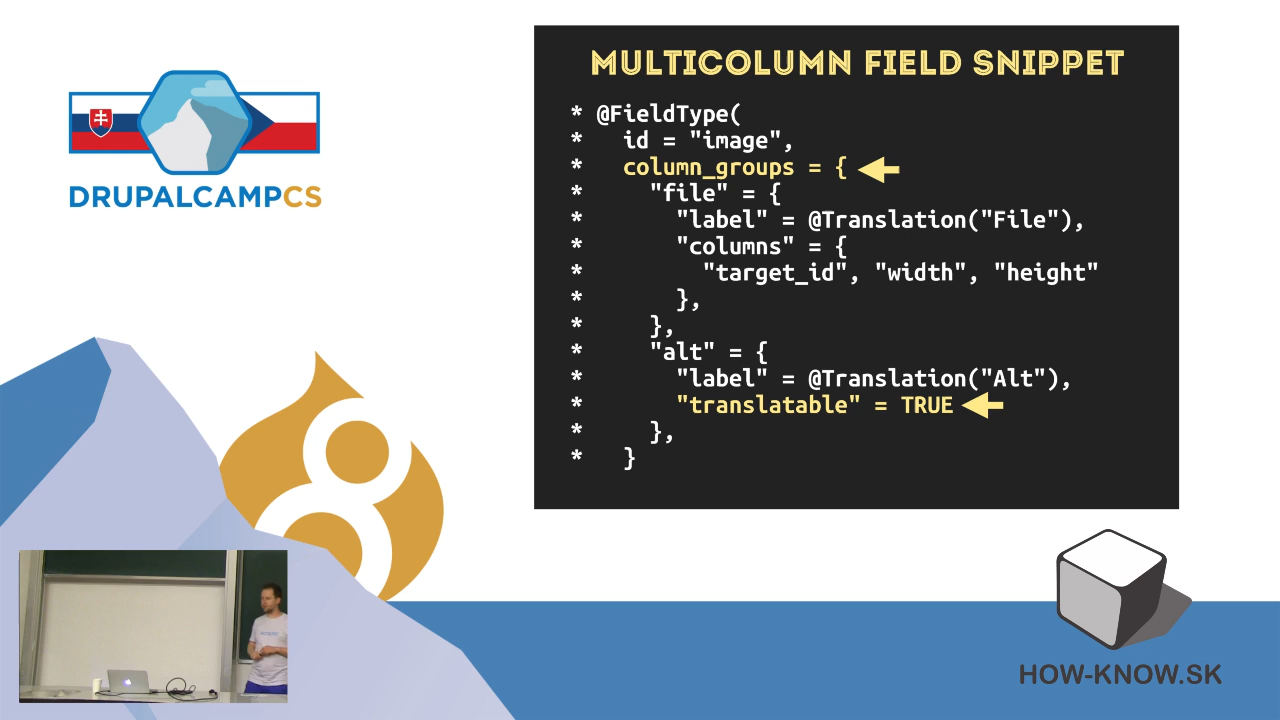 DRUPALCAMPCS
MULTICOLUMN FIELD SNIPPET
* @FieldType(
*   id = "image",
*   column_groups = {
*     "file" = {
*       "label" = @Translation("File"),
*       "columns" = {
*         "target_id", "width", "height"
*       },
*     },
*     "alt" = {
*       "label" = @Translation("Alt"),
*       "translatable" = TRUE
*     },
*   }
HOW-KNOW.SK